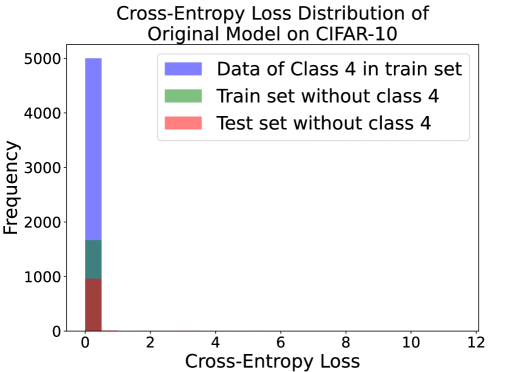 Cross-Entropy Loss Distribution of
Original Model on CIFAR-10
Data of Class 4 in train set
Train set without class 4
Test set without class 4
Frequency
5000
4000
3000
2000
1000
0
0 2 4 6 8 10 12
Cross-Entropy Loss